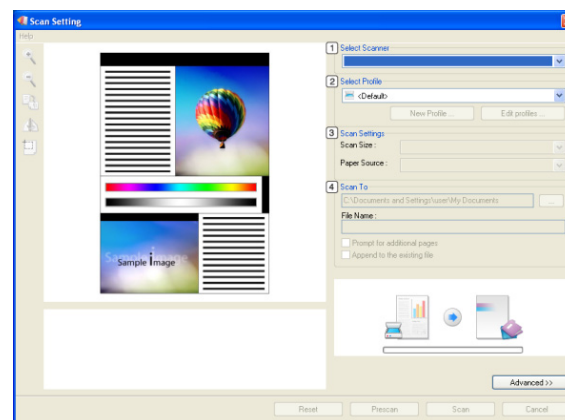 Scan Setting
Help
1 Select Scanner
2 Select Profile
<Default>
New Profile ...
Edit profiles ...
3 Scan Settings
Scan Size :
Paper Source :
4 Scan To
C:\Documents and Settings\user\My Documents
...
File Name :
Prompt for additional pages
Append to the existing file
Sample image
Sample image
Advanced >>
Reset
Prescan
Scan
Cancel